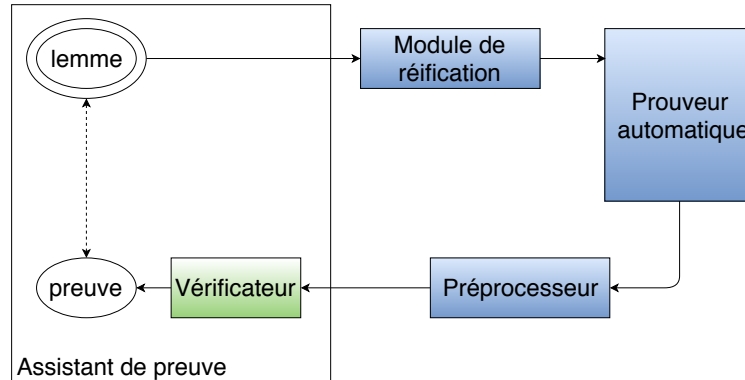 lemme
Module de
réification
Prouveur
automatique
preuve
Vérificateur
Préprocesseur
Assistant de preuve